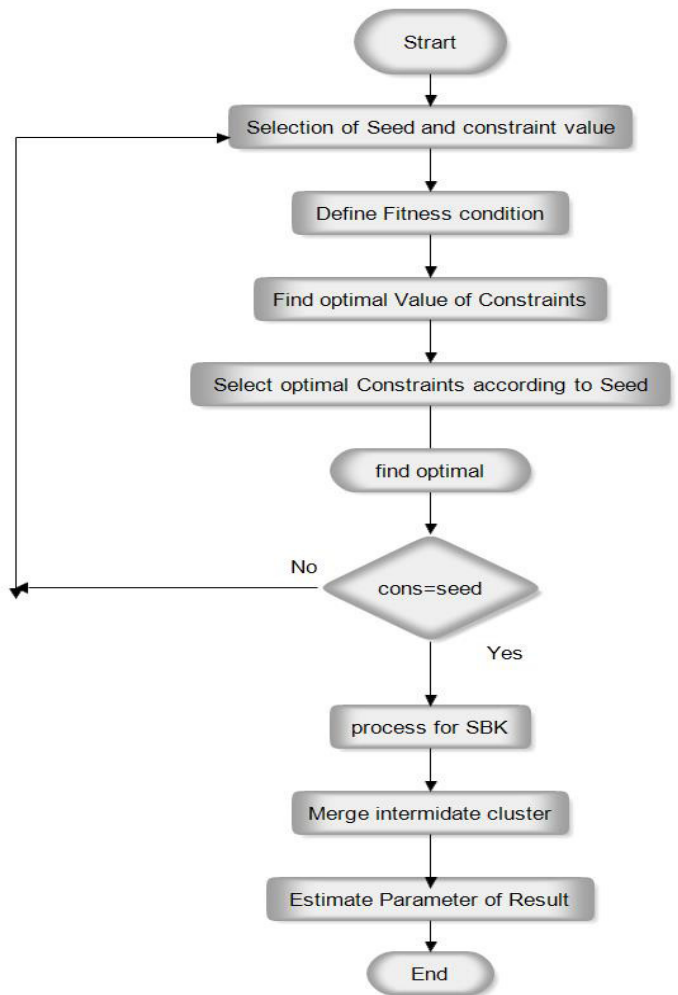 Strart
Selection of Seed and constraint value
Define Fitness condition
Find optimal Value of Constraints
Select optimal Constraints according to Seed
find optimal
No
cons=seed
Yes
process for SBK
Merge intermidate cluster
Estimate Parameter of Result
End